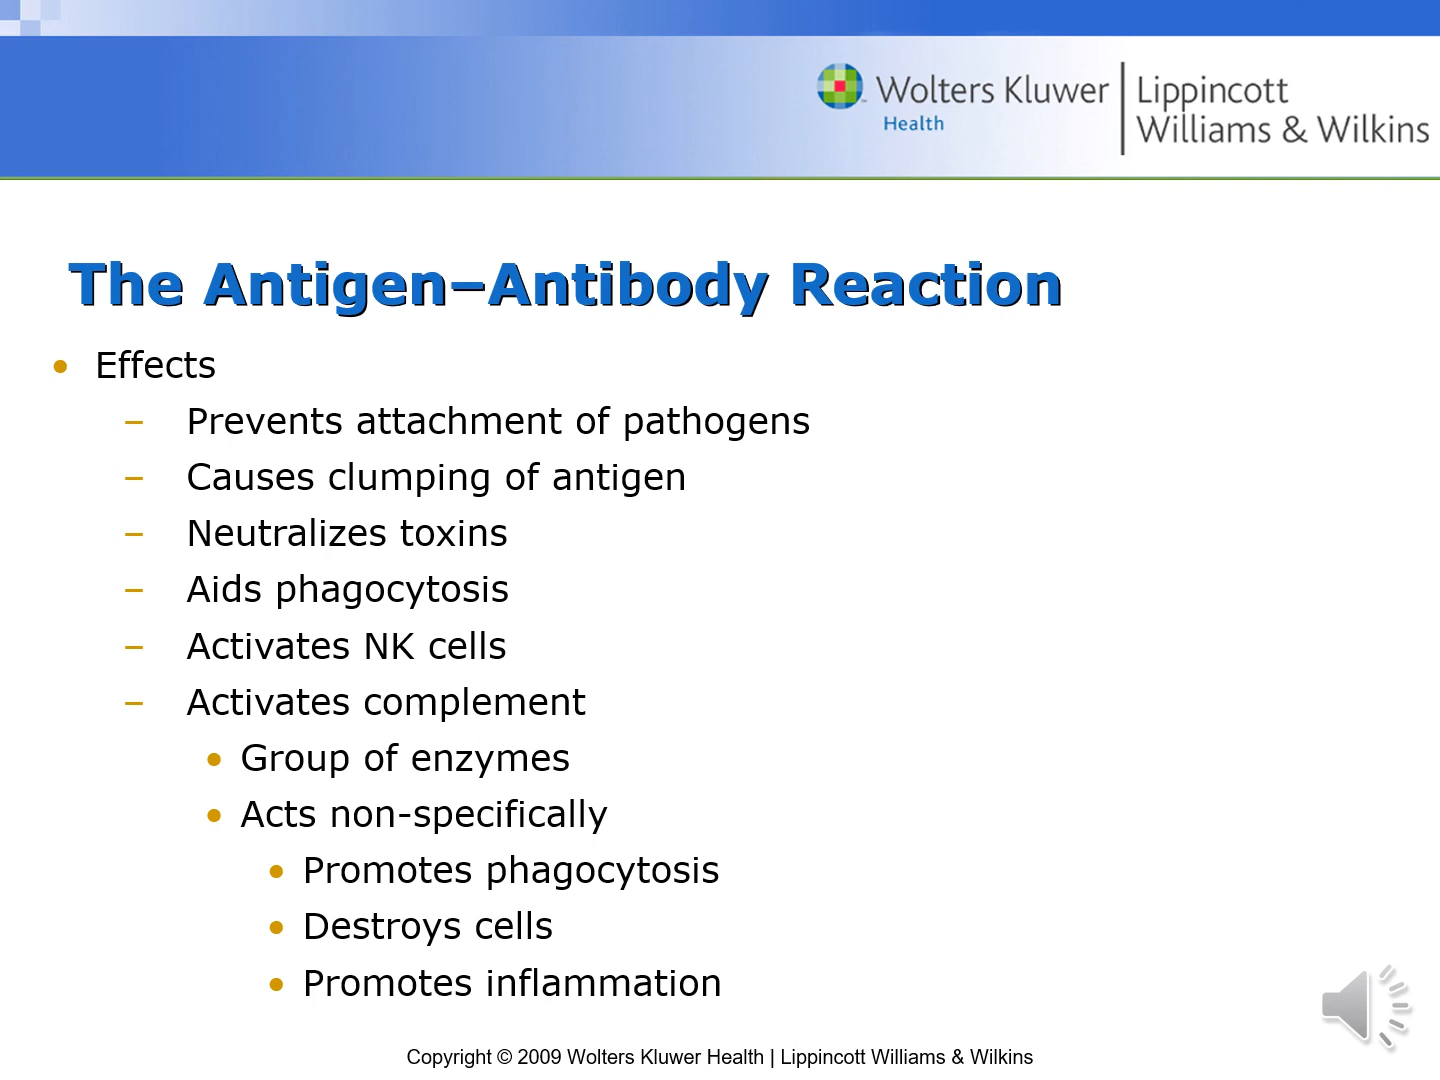 Wolters Kluwer
Health
Lippincott
Williams & Wilkins
The Antigen–Antibody Reaction
• Effects
– Prevents attachment of pathogens
– Causes clumping of antigen
– Neutralizes toxins
– Aids phagocytosis
– Activates NK cells
– Activates complement
• Group of enzymes
• Acts non-specifically
• Promotes phagocytosis
• Destroys cells
• Promotes inflammation
Copyright © 2009 Wolters Kluwer Health | Lippincott Williams & Wilkins